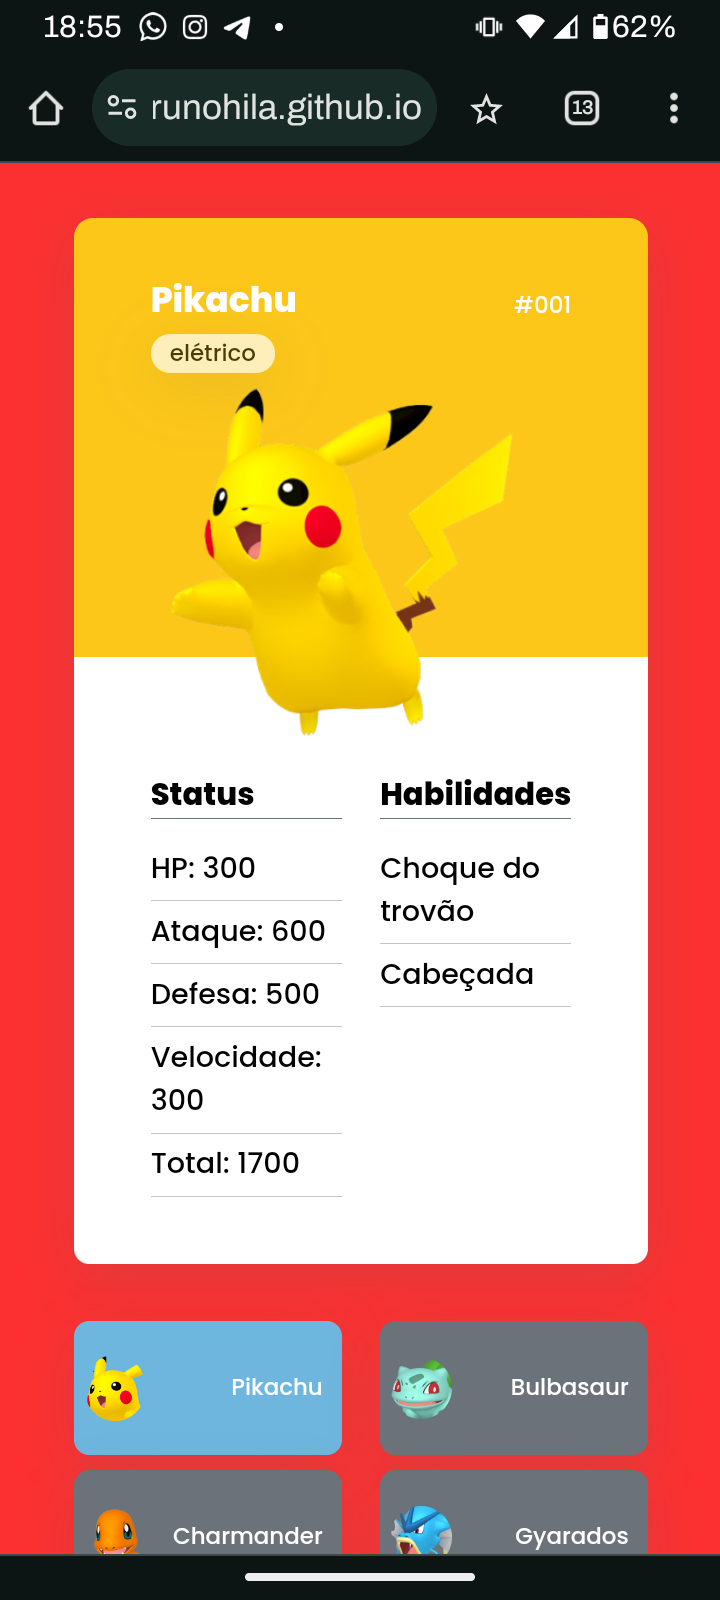 18:55
62%
runohila.github.io
13
Pikachu
#001
elétrico
Status
HP: 300
Ataque: 600
Defesa: 500
Velocidade:
300
Total: 1700
Habilidades
Choque do
trovão
Cabeçada
Pikachu
Bulbasaur
Charmander
Gyarados